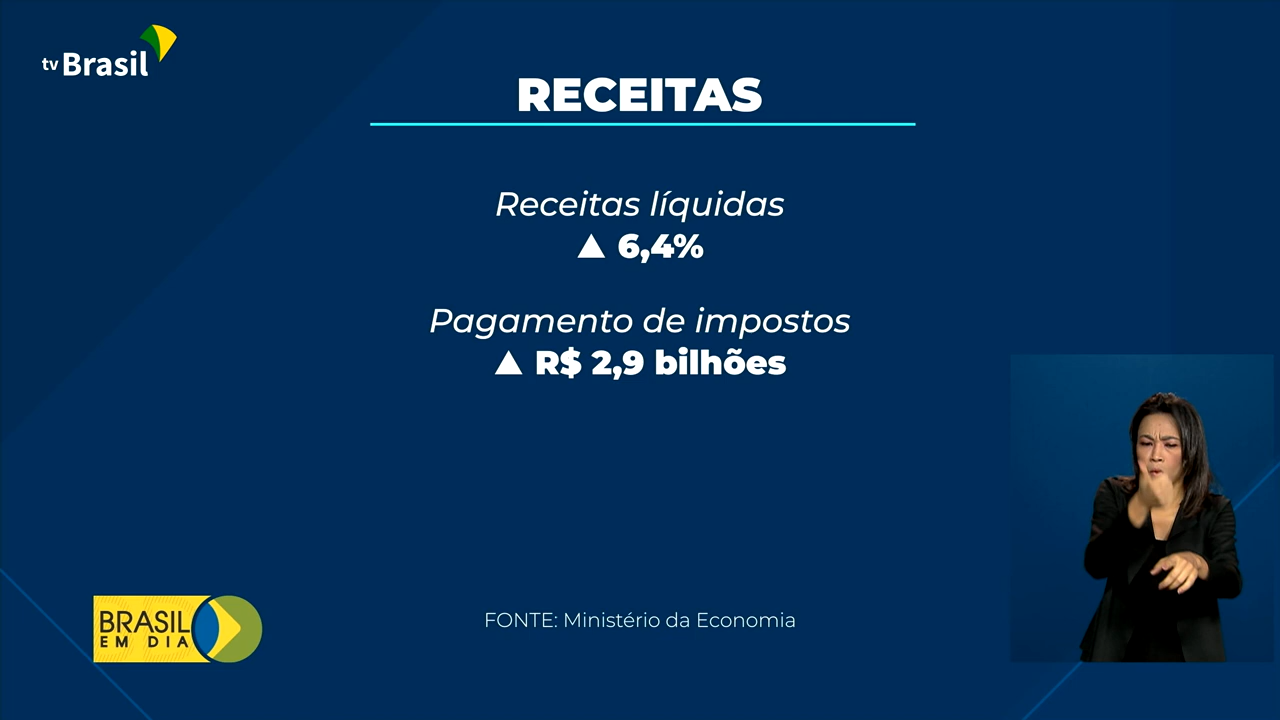 tv Brasil
RECEITAS
Receitas líquidas
▲ 6,4%
Pagamento de impostos
▲ R$ 2,9 bilhões
FONTE: Ministério da Economia
BRASIL
EM DIA